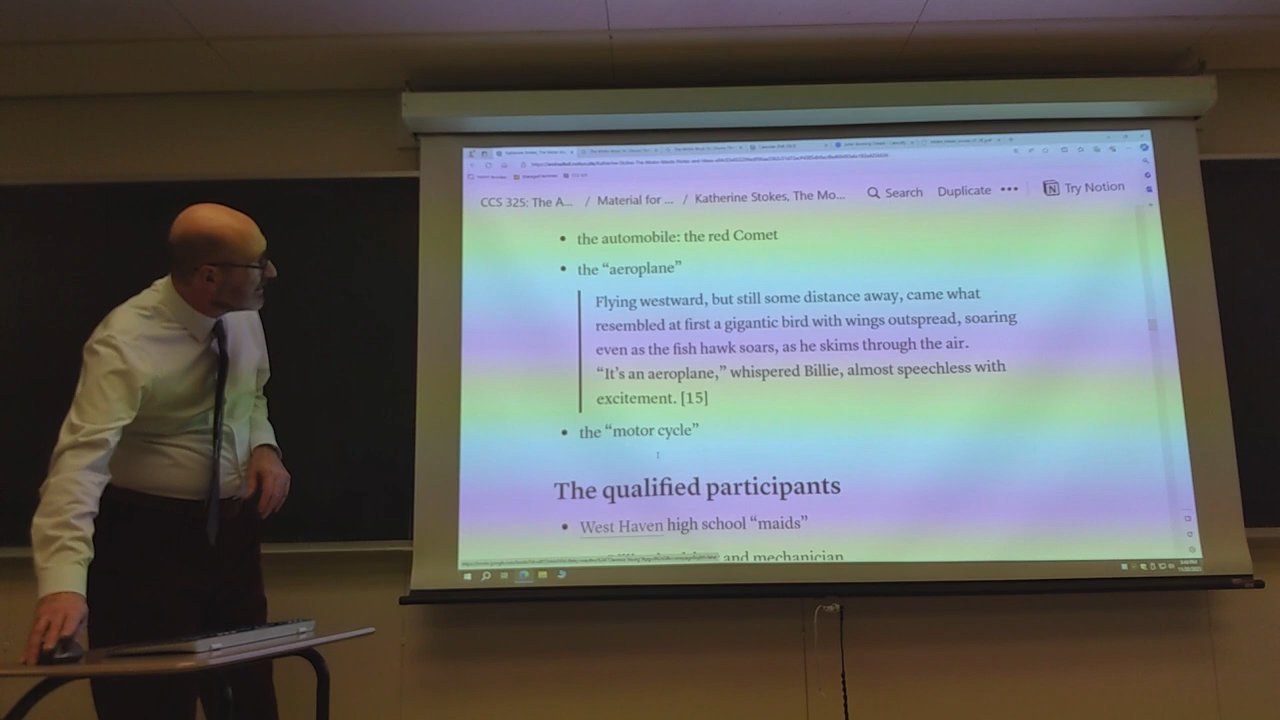 CCS 325: The A... / Material for ... / Katherine Stokes, The Mo... Search Duplicate ••• Try Notion
• the automobile: the red Comet
• the “aeroplane”
Flying westward, but still some distance away, came what
resembled at first a gigantic bird with wings outspread, soaring
even as the fish hawk soars, as he skims through the air.
“It’s an aeroplane,” whispered Billie, almost speechless with
excitement. [15]
• the “motor cycle”
The qualified participants
• West Haven high school “maids”
and mechanician